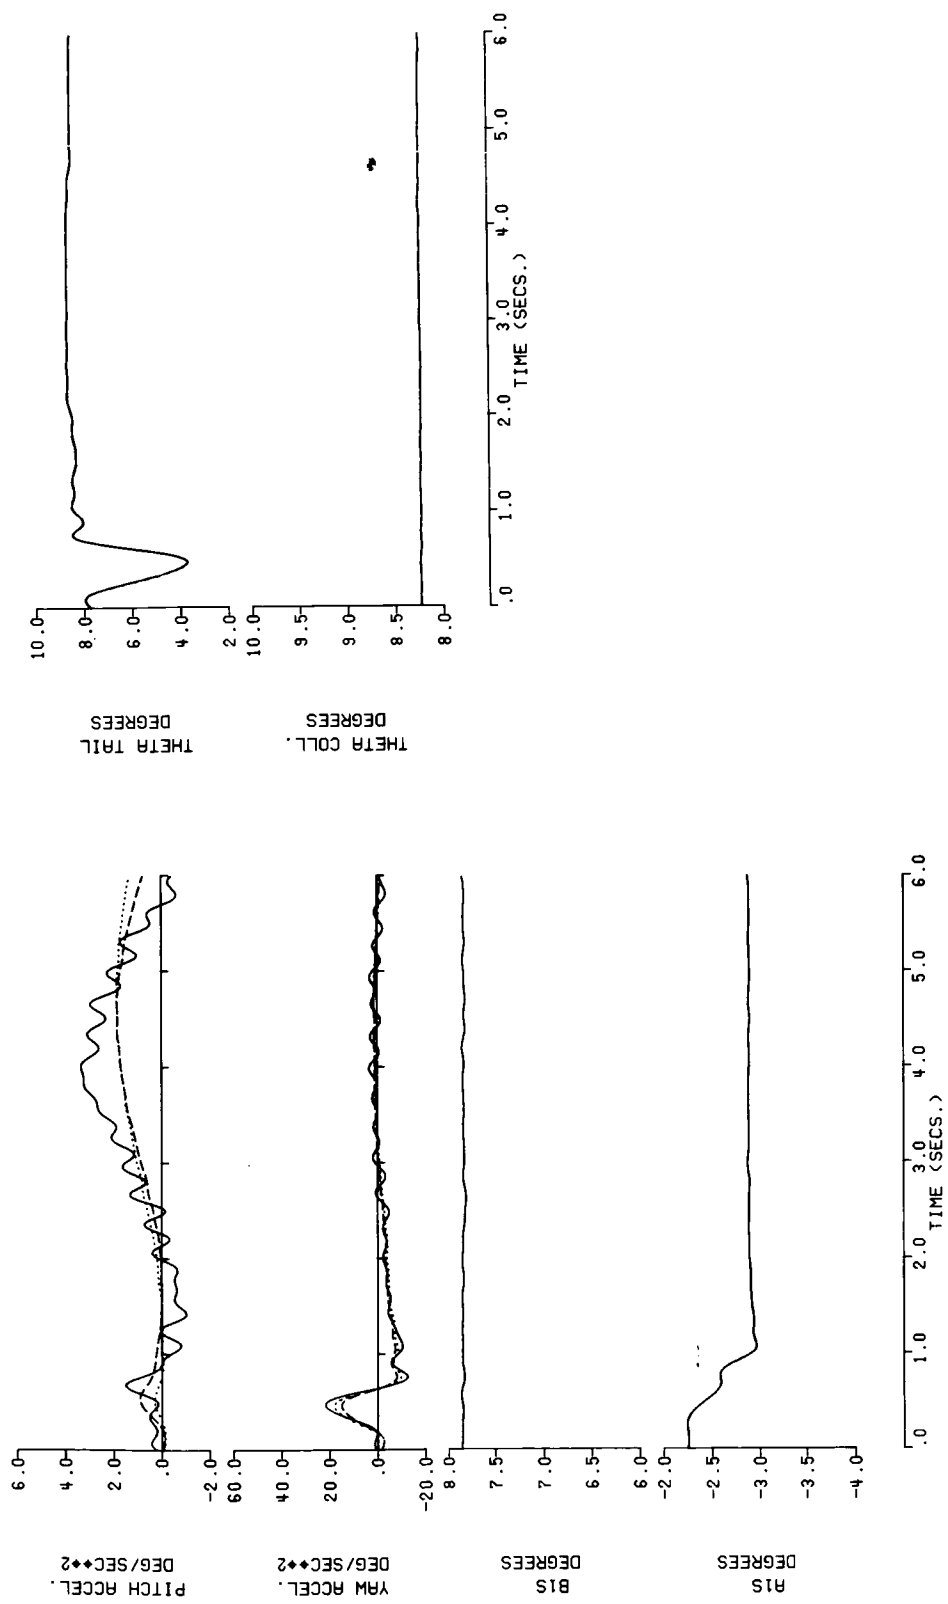 10.0
8.0
6.0
4.0
2.0
THETA TAIL
DEGREES
10.0
9.5
9.0
8.5
8.0
THETA COLL.
DEGREES
.0 1.0 2.0 3.0 4.0 5.0 6.0
TIME (SECS.)
6.0
4.0
2.0
.0
-2.0
PITCH ACCEL.
DEG/SEC**2
60.0
40.0
20.0
.0
-20.0
YAW ACCEL.
DEG/SEC**2
8.0
7.5
7.0
6.5
6.0
B1S
DEGREES
-2.0
-2.5
-3.0
-3.5
-4.0
A1S
DEGREES
.0 1.0 2.0 3.0 4.0 5.0 6.0
TIME (SECS.)